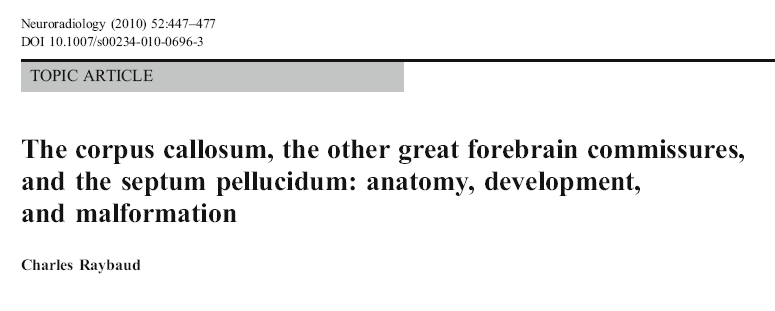 Neuroradiology (2010) 52:447–477
DOI 10.1007/s00234-010-0696-3
TOPIC ARTICLE
The corpus callosum, the other great forebrain commissures,
and the septum pellucidum: anatomy, development,
and malformation
Charles Raybaud